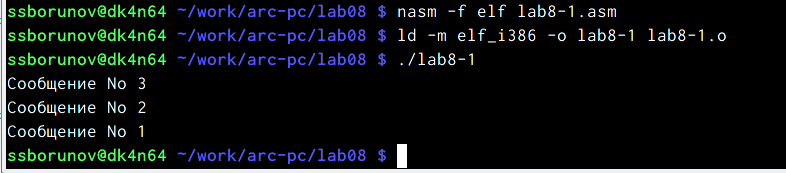 ssborunov@dk4n64 ~/work/arc-pc/lab08 $ nasm -f elf lab8-1.asm
ssborunov@dk4n64 ~/work/arc-pc/lab08 $ ld -m elf_i386 -o lab8-1 lab8-1.o
ssborunov@dk4n64 ~/work/arc-pc/lab08 $ ./lab8-1
Сообщение No 3
Сообщение No 2
Сообщение No 1
ssborunov@dk4n64 ~/work/arc-pc/lab08 $